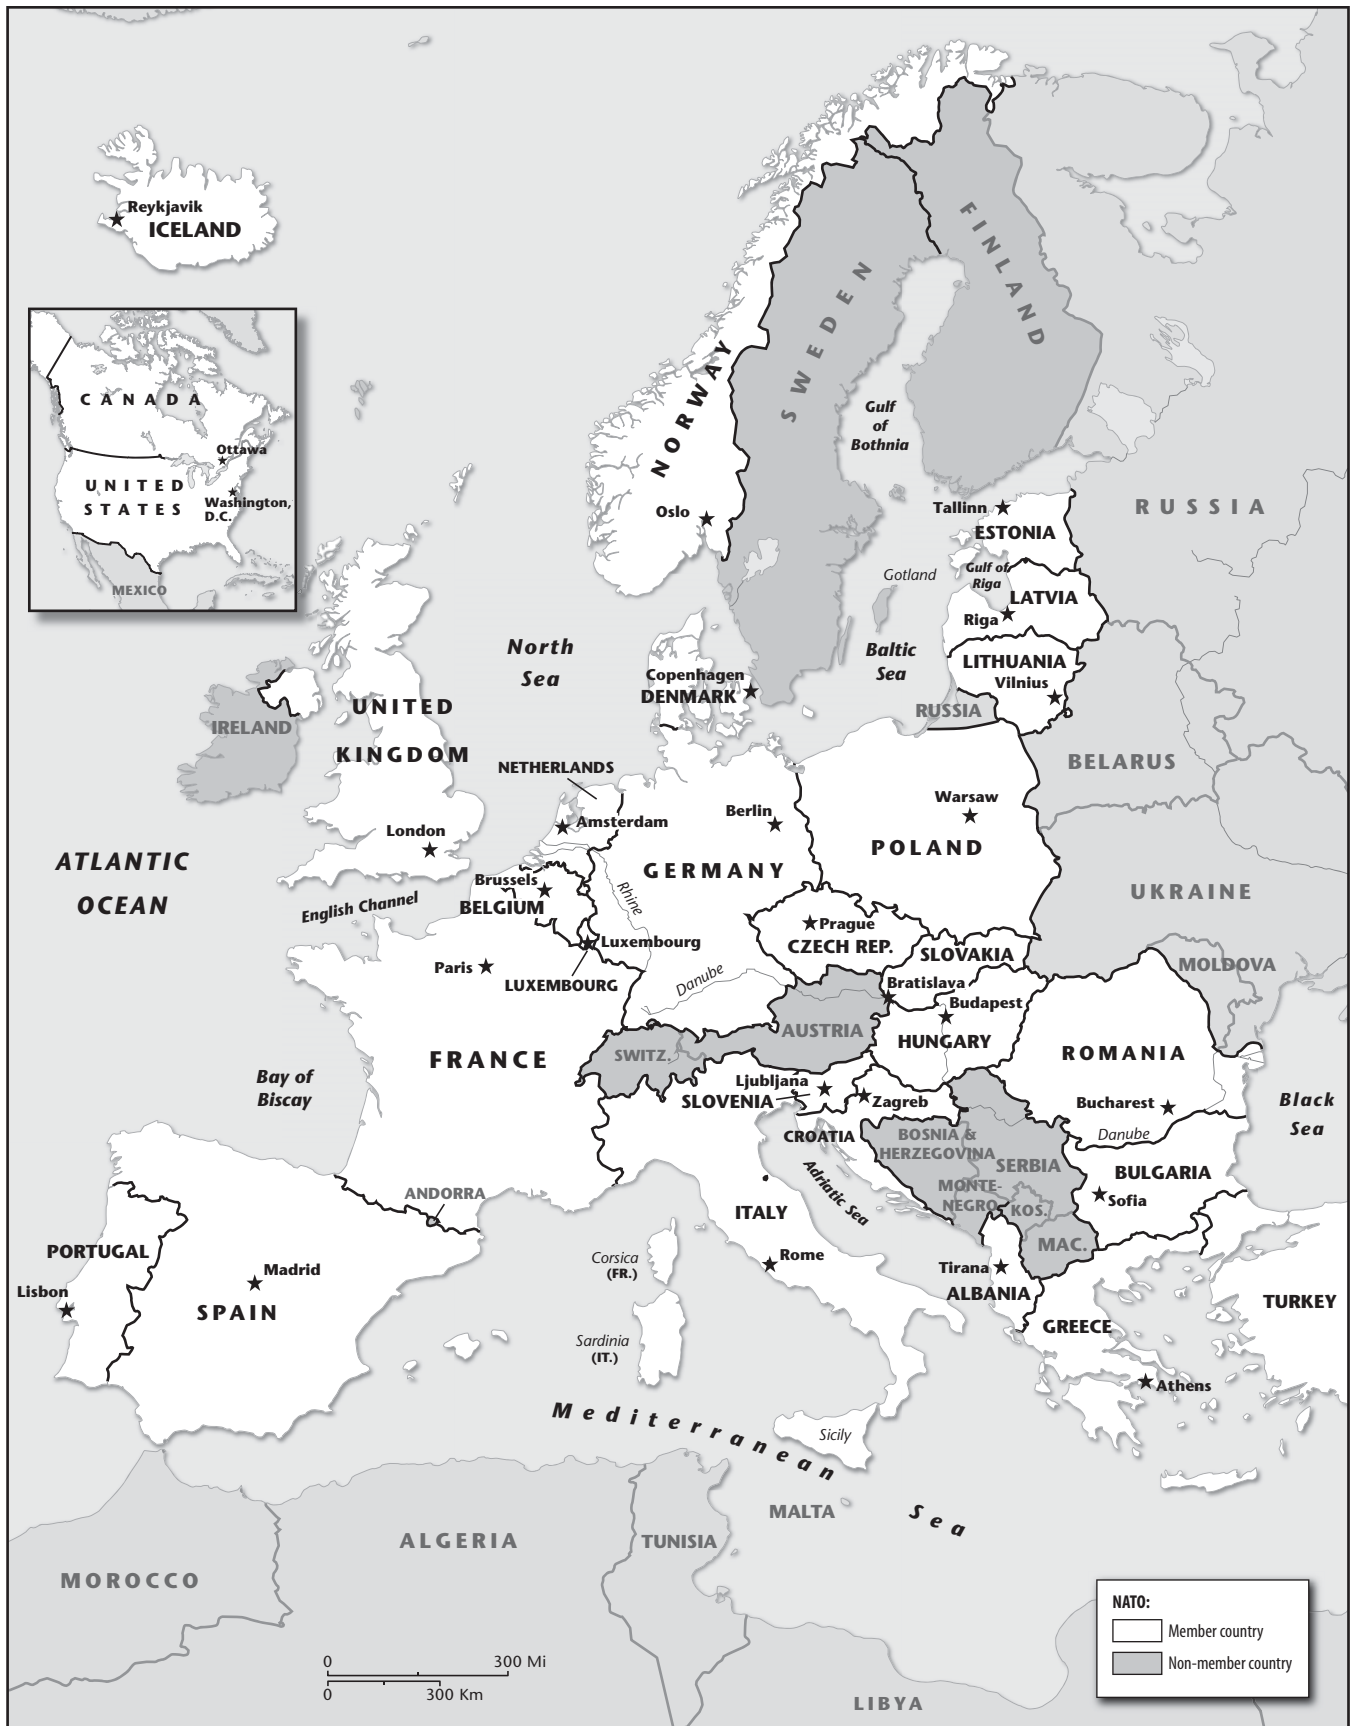 Reykjavik
ICELAND
CANADA
Ottawa
UNITED
STATES
Washington,
D.C.
MEXICO
NORWAY
Oslo
SWEDEN
FINLAND
Gulf
of
Bothnia
RUSSIA
Tallinn
ESTONIA
Gulf of
Riga
Gotland
LATVIA
Riga
North
Sea
Baltic
Sea
LITHUANIA
Vilnius
RUSSIA
Copenhagen
DENMARK
IRELAND
UNITED
KINGDOM
London
NETHERLANDS
Amsterdam
Berlin
GERMANY
Warsaw
POLAND
BELARUS
UKRAINE
MOLDOVA
ATLANTIC
OCEAN
English Channel
Brussels
BELGIUM
Rhine
Luxembourg
LUXEMBOURG
Paris
FRANCE
Prague
CZECH REP.
SLOVAKIA
Bratislava
Danube
Budapest
HUNGARY
AUSTRIA
SWITZ.
ROMANIA
Bucharest
Danube
Black
Sea
Bay of
Biscay
Ljubljana
SLOVENIA
Zagreb
CROATIA
BOSNIA &
HERZEGOVINA
SERBIA
MONTE-
NEGRO
KOS.
MAC.
BULGARIA
Sofia
Adriatic Sea
ANDORRA
ITALY
Rome
Corsica
(FR.)
Sardinia
(IT.)
PORTUGAL
Lisbon
Madrid
SPAIN
Tirana
ALBANIA
GREECE
Athens
TURKEY
Mediterranean
Sea
Sicily
MALTA
MOROCCO
ALGERIA
TUNISIA
LIBYA
0 300 Mi
0 300 Km
NATO:
Member country
Non-member country